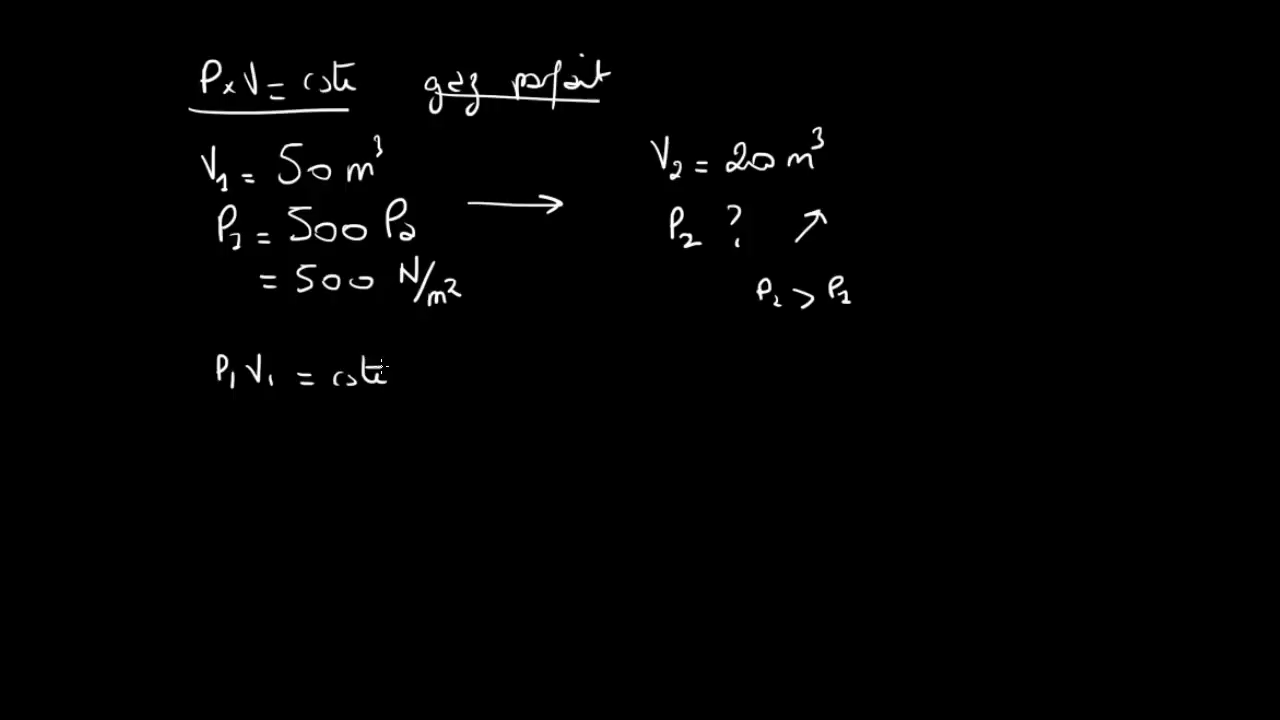 P x V = cste gaz parfait
V₁ = 50 m³
P₁ = 500 Pa
= 500 N/m²
V₂ = 20 m³
P₂ ? ↗
P₂ > P₁
P₁ V₁ = cste